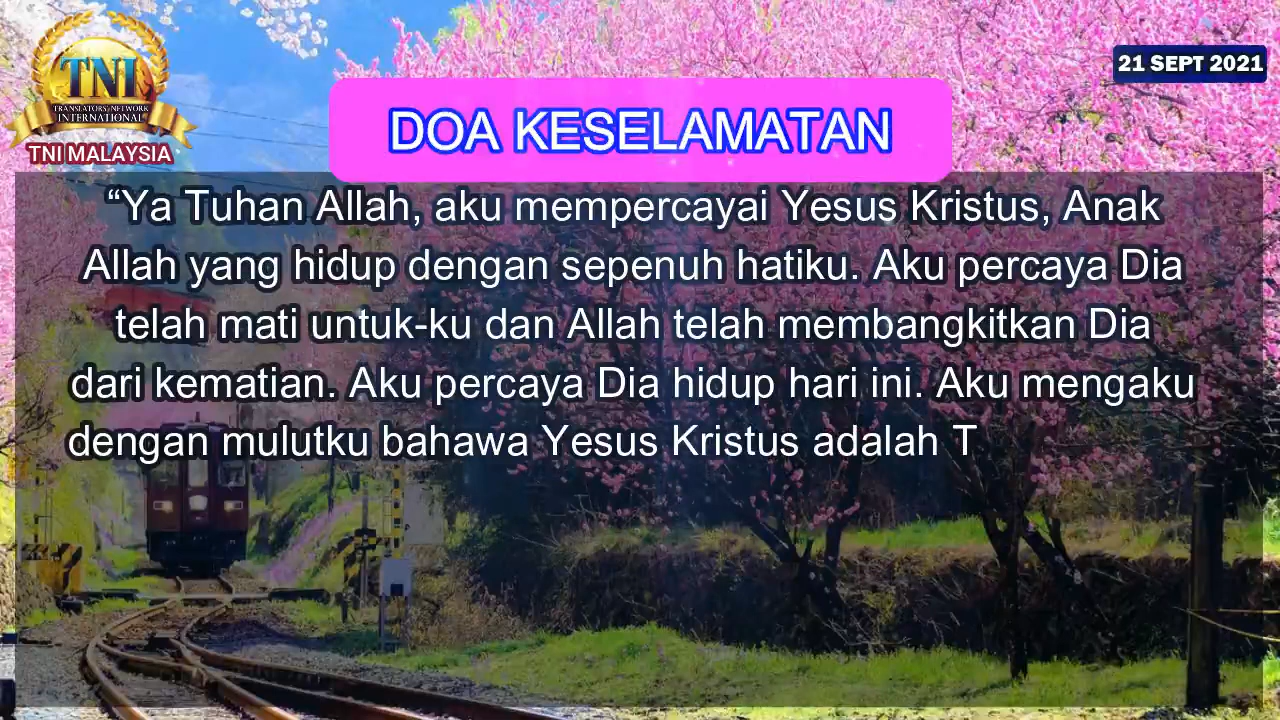 TNI
TRANSLATORS' NETWORK
INTERNATIONAL
TNI MALAYSIA
21 SEPT 2021
DOA KESELAMATAN
“Ya Tuhan Allah, aku mempercayai Yesus Kristus, Anak
Allah yang hidup dengan sepenuh hatiku. Aku percaya Dia
telah mati untuk-ku dan Allah telah membangkitkan Dia
dari kematian. Aku percaya Dia hidup hari ini. Aku mengaku
dengan mulutku bahawa Yesus Kristus adalah T